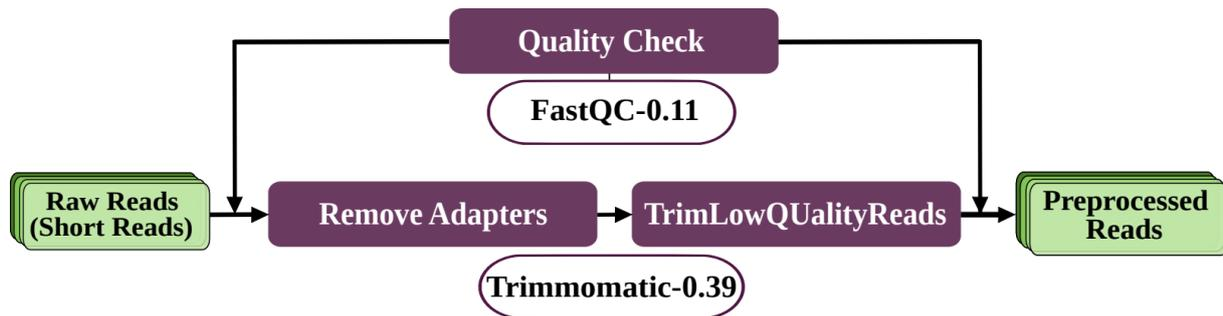 Quality Check
FastQC-0.11
Raw Reads
(Short Reads)
Remove Adapters
TrimLowQUalityReads
Preprocessed
Reads
Trimmomatic-0.39